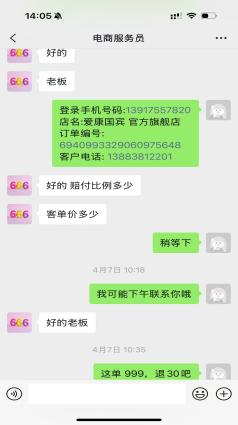 14:05
电商服务员
666
好的
666
老板
登录手机号码:13917557820
店名:爱康国宾 官方旗舰店
订单编号:
6940993329060975648
客户电话: 13883812201
666
好的 赔付比例多少
666
客单价多少
稍等下
4月7日 10:18
我可能下午联系你哦
666
好的老板
4月7日 10:35
这单 999，退30吧